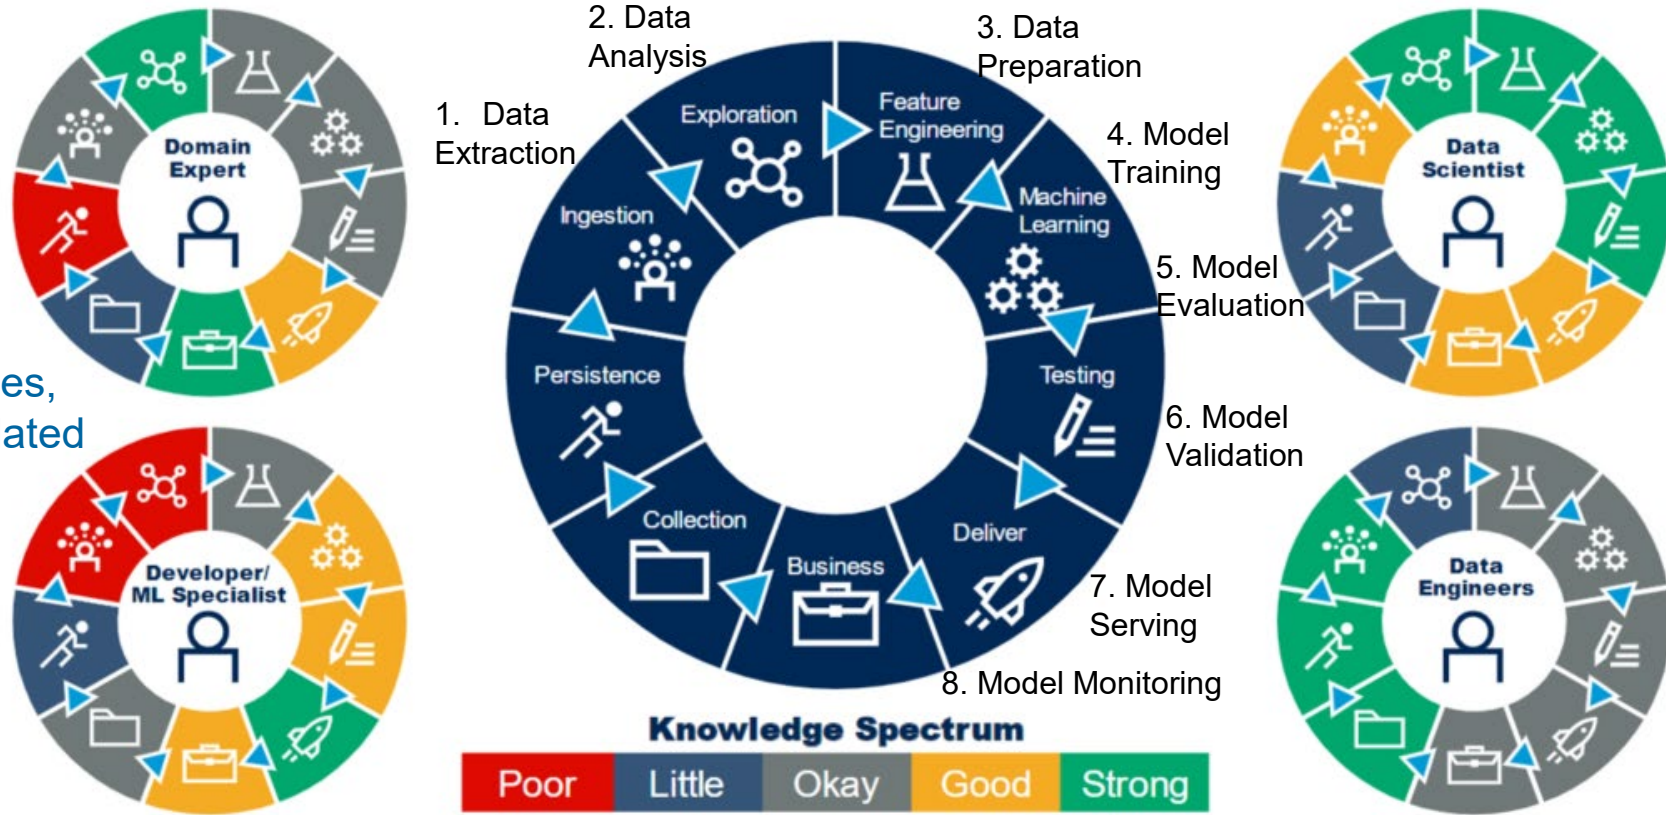 2. Data
Analysis
3. Data
Preparation
1. Data
Extraction
4. Model
Training
5. Model
Evaluation
6. Model
Validation
7. Model
Serving
8. Model Monitoring
Exploration
Feature
Engineering
Machine
Learning
Testing
Deliver
Business
Collection
Persistence
Ingestion
Domain
Expert
Data
Scientist
es,
ated
Developer/
ML Specialist
Data
Engineers
Knowledge Spectrum
Poor
Little
Okay
Good
Strong